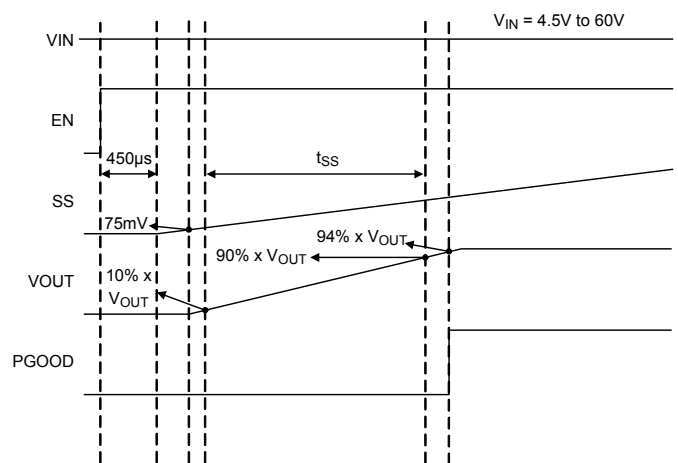 V_IN = 4.5V to 60V
VIN
EN
450µs
t_SS
SS
75mV
94% x V_OUT
90% x V_OUT
10% x
V_OUT
VOUT
PGOOD